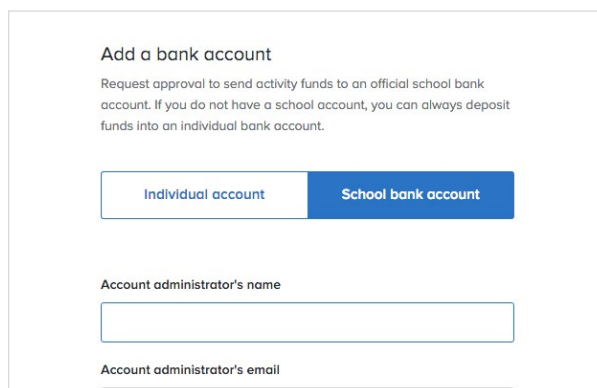 Add a bank account
Request approval to send activity funds to an official school bank
account. If you do not have a school account, you can always deposit
funds into an individual bank account.
Individual account
School bank account
Account administrator's name
Account administrator's email